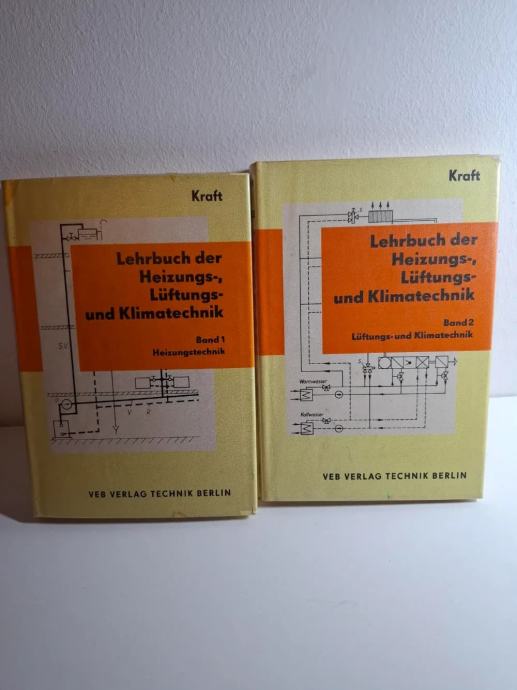 Kraft
Lehrbuch der
Heizungs-,
Lüftungs-
und Klimatechnik
Band 1
Heizungstechnik
SV
V R
VEB VERLAG TECHNIK BERLIN
Kraft
Lehrbuch der
Heizungs-,
Lüftungs-
und Klimatechnik
Band 2
Lüftungs- und Klimatechnik
Warmwasser
Kaltwasser
VEB VERLAG TECHNIK BERLIN